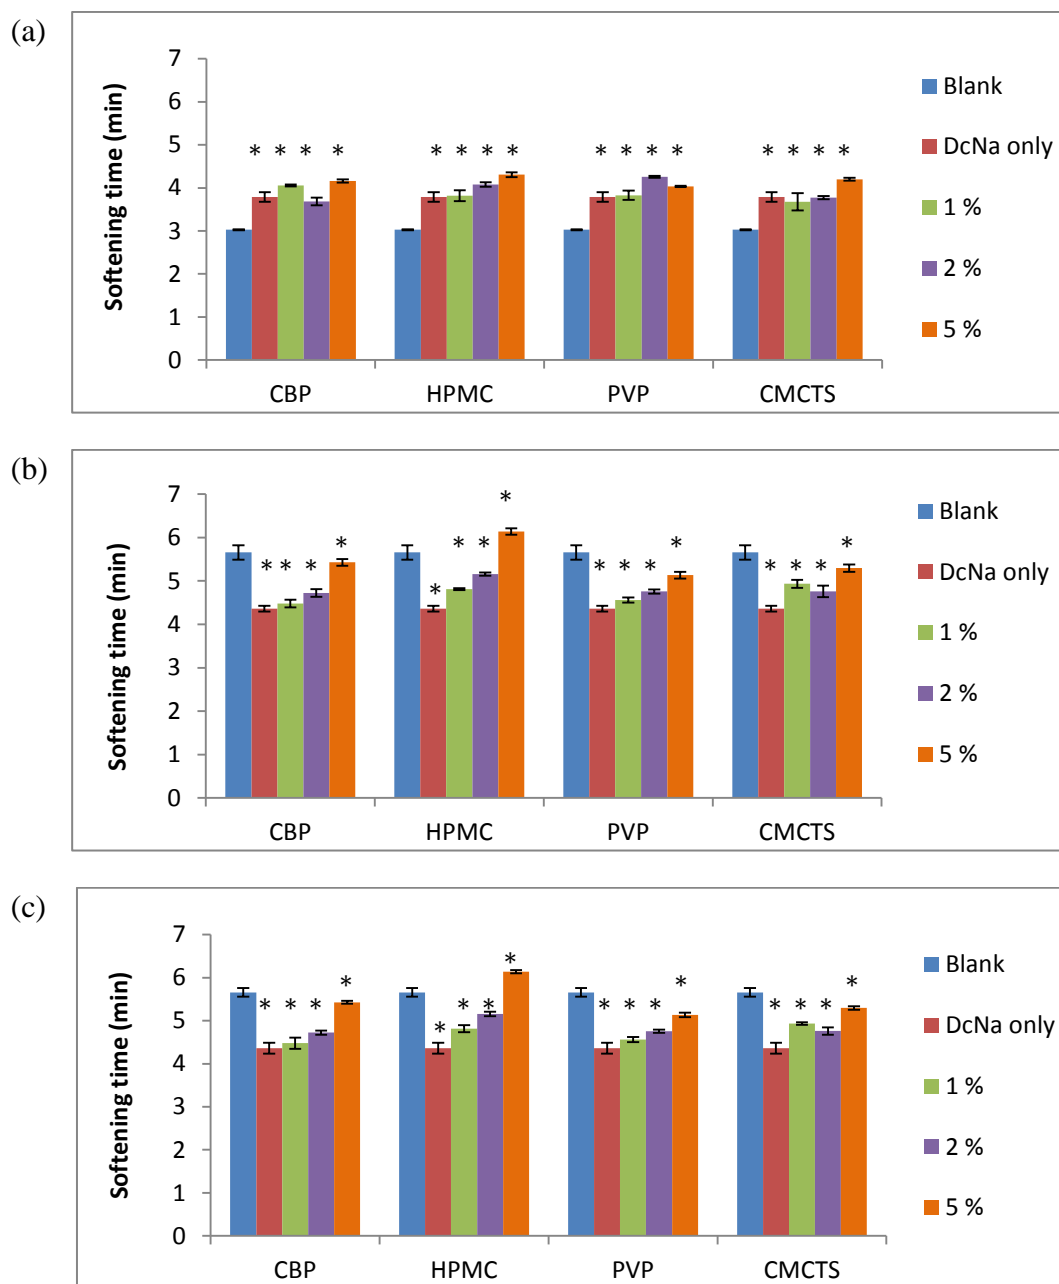 (a)
Softening time (min)
7
6
5
4
3
2
1
0
* * * *
* * * *
* * * *
* * * *
CBP
HPMC
PVP
CMCTS
Blank
DcNa only
1 %
2 %
5 %
(b)
Softening time (min)
7
6
5
4
3
2
1
0
* * * *
* * * *
* * * *
* * * *
CBP
HPMC
PVP
CMCTS
Blank
DcNa only
1 %
2 %
5 %
(c)
Softening time (min)
7
6
5
4
3
2
1
0
* * * *
* * * *
* * * *
* * * *
CBP
HPMC
PVP
CMCTS
Blank
DcNa only
1 %
2 %
5 %